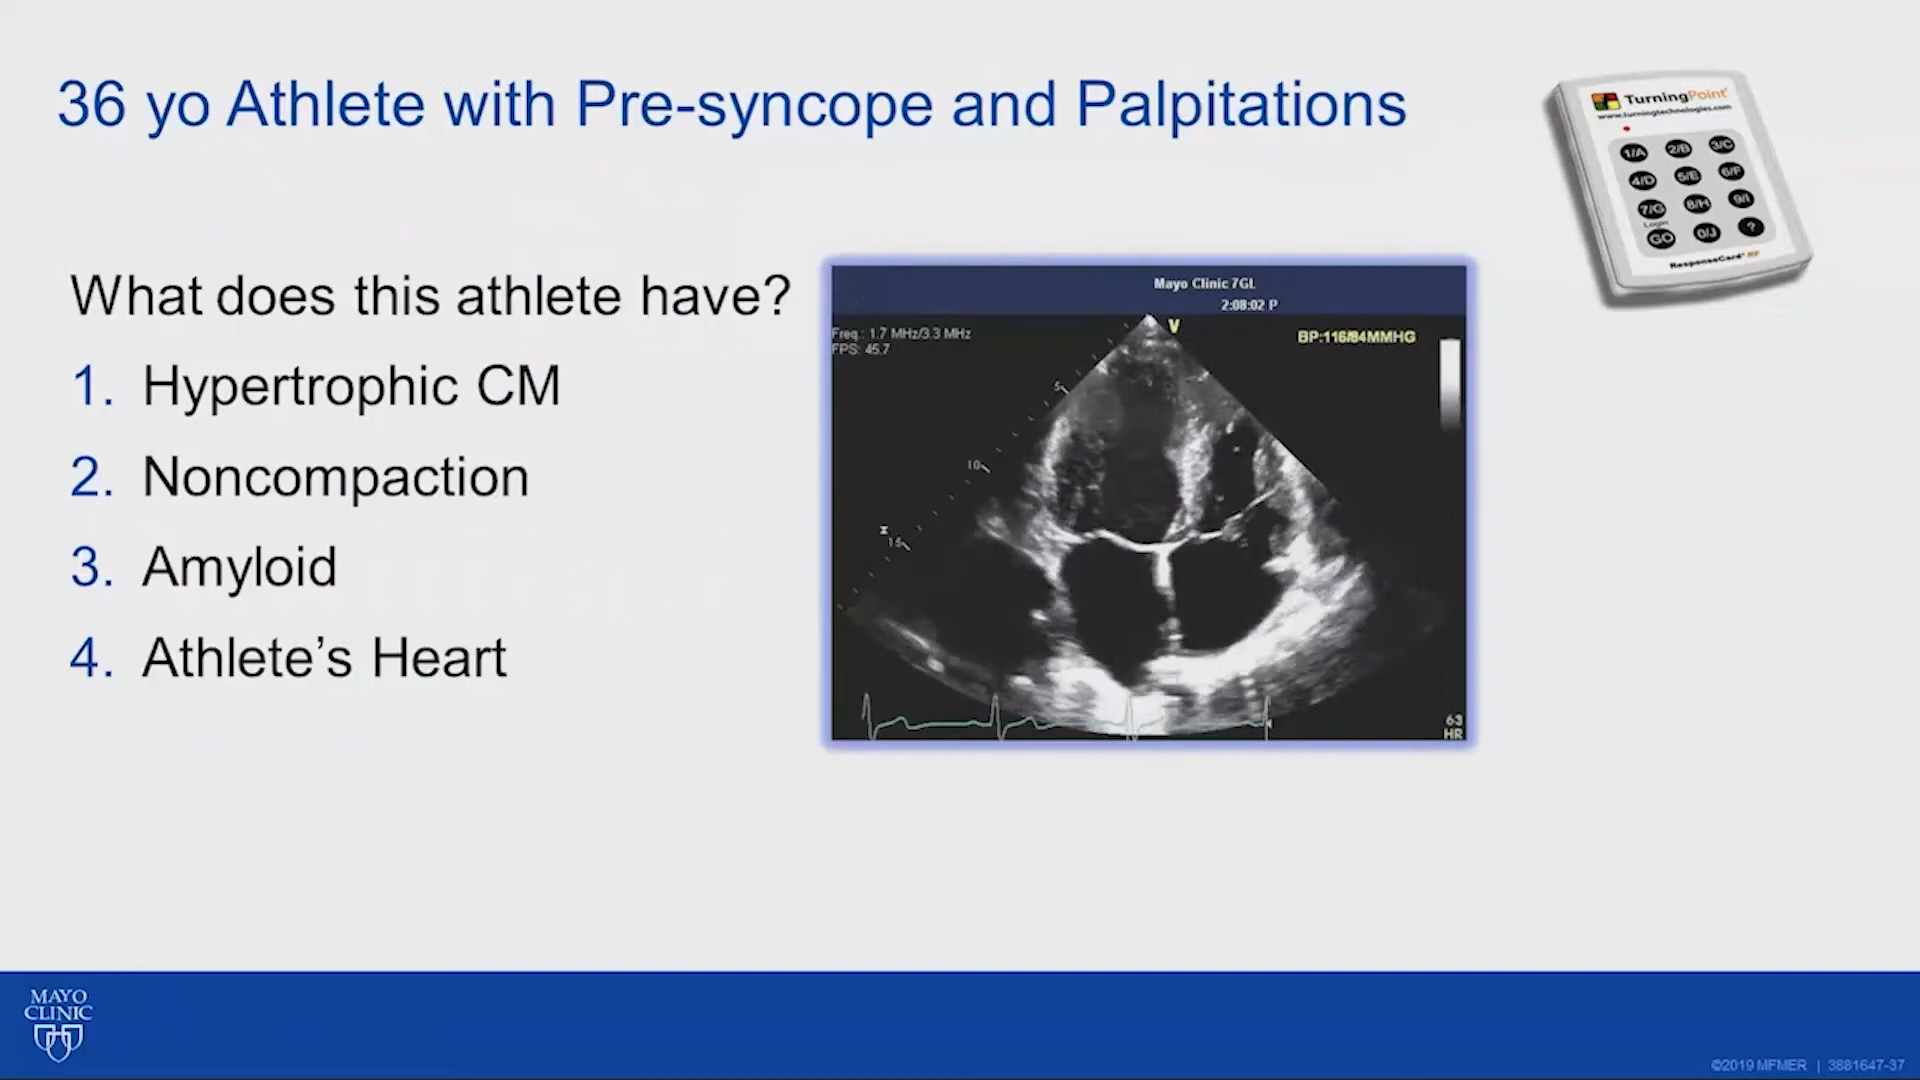 36 yo Athlete with Pre-syncope and Palpitations
TurningPoint
www.turningtechnologies.com
1/A 2/B 3/C
4/D 5/E 6/F
7/G 8/H 9/I
Login
GO 0/J ?
ResponseCard RF
What does this athlete have?
1. Hypertrophic CM
2. Noncompaction
3. Amyloid
4. Athlete’s Heart
Mayo Clinic 7GL
2:08:02 P
Freq.: 1.7 MHz/3.3 MHz
FPS: 45.7
V
BP:116/84MMHG
5
10
15
63
HR
MAYO
CLINIC
©2019 MFMER | 3881647-37